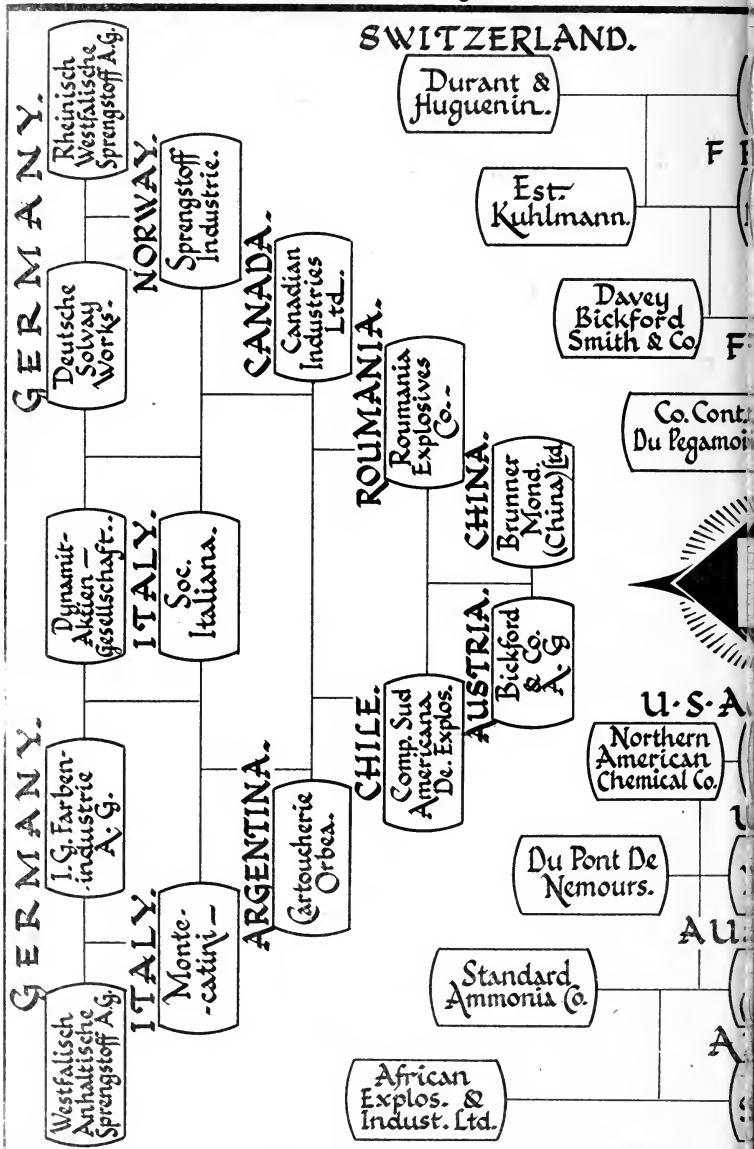 GERMANY.
Rheinisch
Westfälische
Sprengstoff A.G.
Deutsche
Solvay
Works-
Dynamit-
Aktien —
Gesellschaft..
GERMANY.
I.G. Farben-
-industrie
A. G.
Westfalisch
Anhaltische
Sprengstoff A.G.
NORWAY.
Sprengstoff
Industrie.
ITALY.
Soc.
Italiana.
ITALY.
Monte-
-catini —
CANADA.
Canadian
Industries
Ltd..
ARGENTINA.
Cartoucherie
Orbea.
ROUMANIA.
Roumania
Explosives
Co--
CHILE.
Comp. Sud
Americana
De. Explos.
CHINA.
Brunner
Mond.
(China) Ltd.
AUSTRIA.
Bickford
& Co.
A. G
SWITZERLAND.
Durant &
Huguenin.
Est.-
Kuhlmann.
Davey
Bickford
Smith & Co.
F
Co. Cont.
Du Pegamoi
U.S.A
Northern
American
Chemical Co.
U
Du Pont De
Nemours.
AU
Standard
Ammonia Co.
A
African
Explos. &
Indust. Ltd.